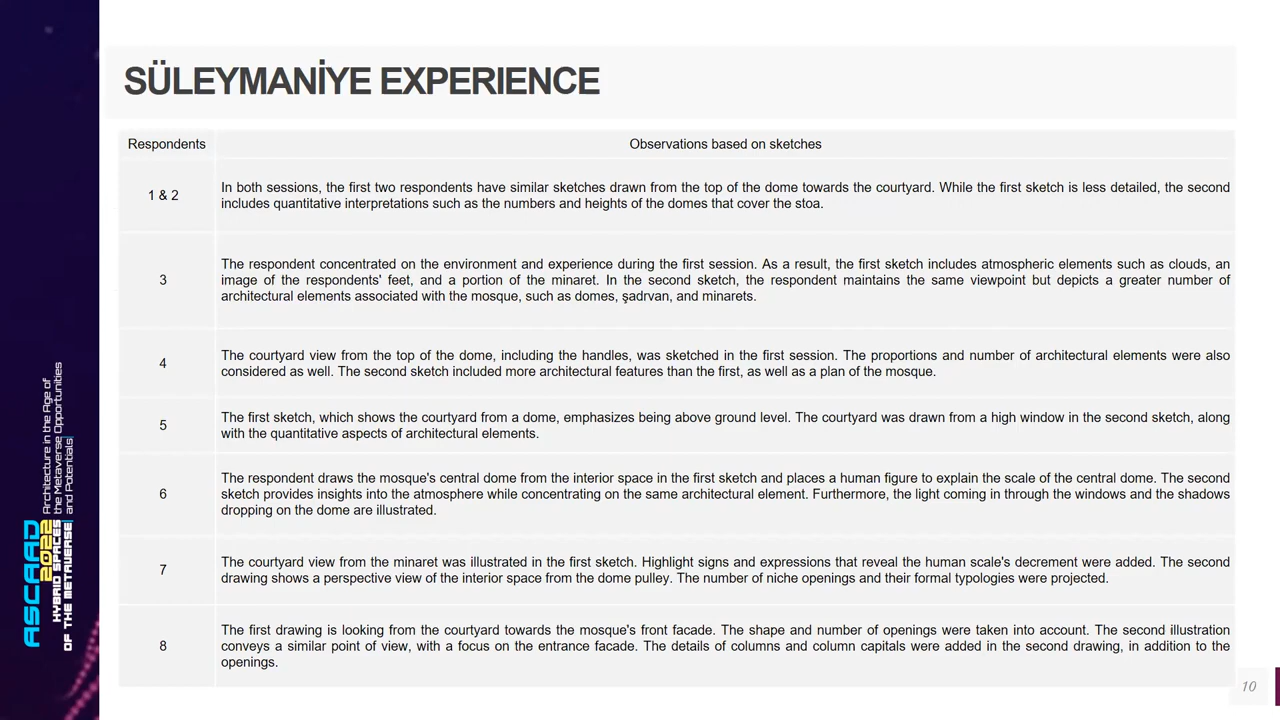 SÜLEYMANİYE EXPERIENCE
Respondents
Observations based on sketches
1 & 2
In both sessions, the first two respondents have similar sketches drawn from the top of the dome towards the courtyard. While the first sketch is less detailed, the second
includes quantitative interpretations such as the numbers and heights of the domes that cover the stoa.
3
The respondent concentrated on the environment and experience during the first session. As a result, the first sketch includes atmospheric elements such as clouds, an
image of the respondents' feet, and a portion of the minaret. In the second sketch, the respondent maintains the same viewpoint but depicts a greater number of
architectural elements associated with the mosque, such as domes, şadrvan, and minarets.
4
The courtyard view from the top of the dome, including the handles, was sketched in the first session. The proportions and number of architectural elements were also
considered as well. The second sketch included more architectural features than the first, as well as a plan of the mosque.
5
The first sketch, which shows the courtyard from a dome, emphasizes being above ground level. The courtyard was drawn from a high window in the second sketch, along
with the quantitative aspects of architectural elements.
6
The respondent draws the mosque's central dome from the interior space in the first sketch and places a human figure to explain the scale of the central dome. The second
sketch provides insights into the atmosphere while concentrating on the same architectural element. Furthermore, the light coming in through the windows and the shadows
dropping on the dome are illustrated.
7
The courtyard view from the minaret was illustrated in the first sketch. Highlight signs and expressions that reveal the human scale's decrement were added. The second
drawing shows a perspective view of the interior space from the dome pulley. The number of niche openings and their formal typologies were projected.
8
The first drawing is looking from the courtyard towards the mosque's front facade. The shape and number of openings were taken into account. The second illustration
conveys a similar point of view, with a focus on the entrance facade. The details of columns and column capitals were added in the second drawing, in addition to the
openings.
10
ASCAAD
2022
HYBRID SPACES
OF THE METAVERSE
Architecture in the Age of
the Metaverse Opportunities
and Potentials